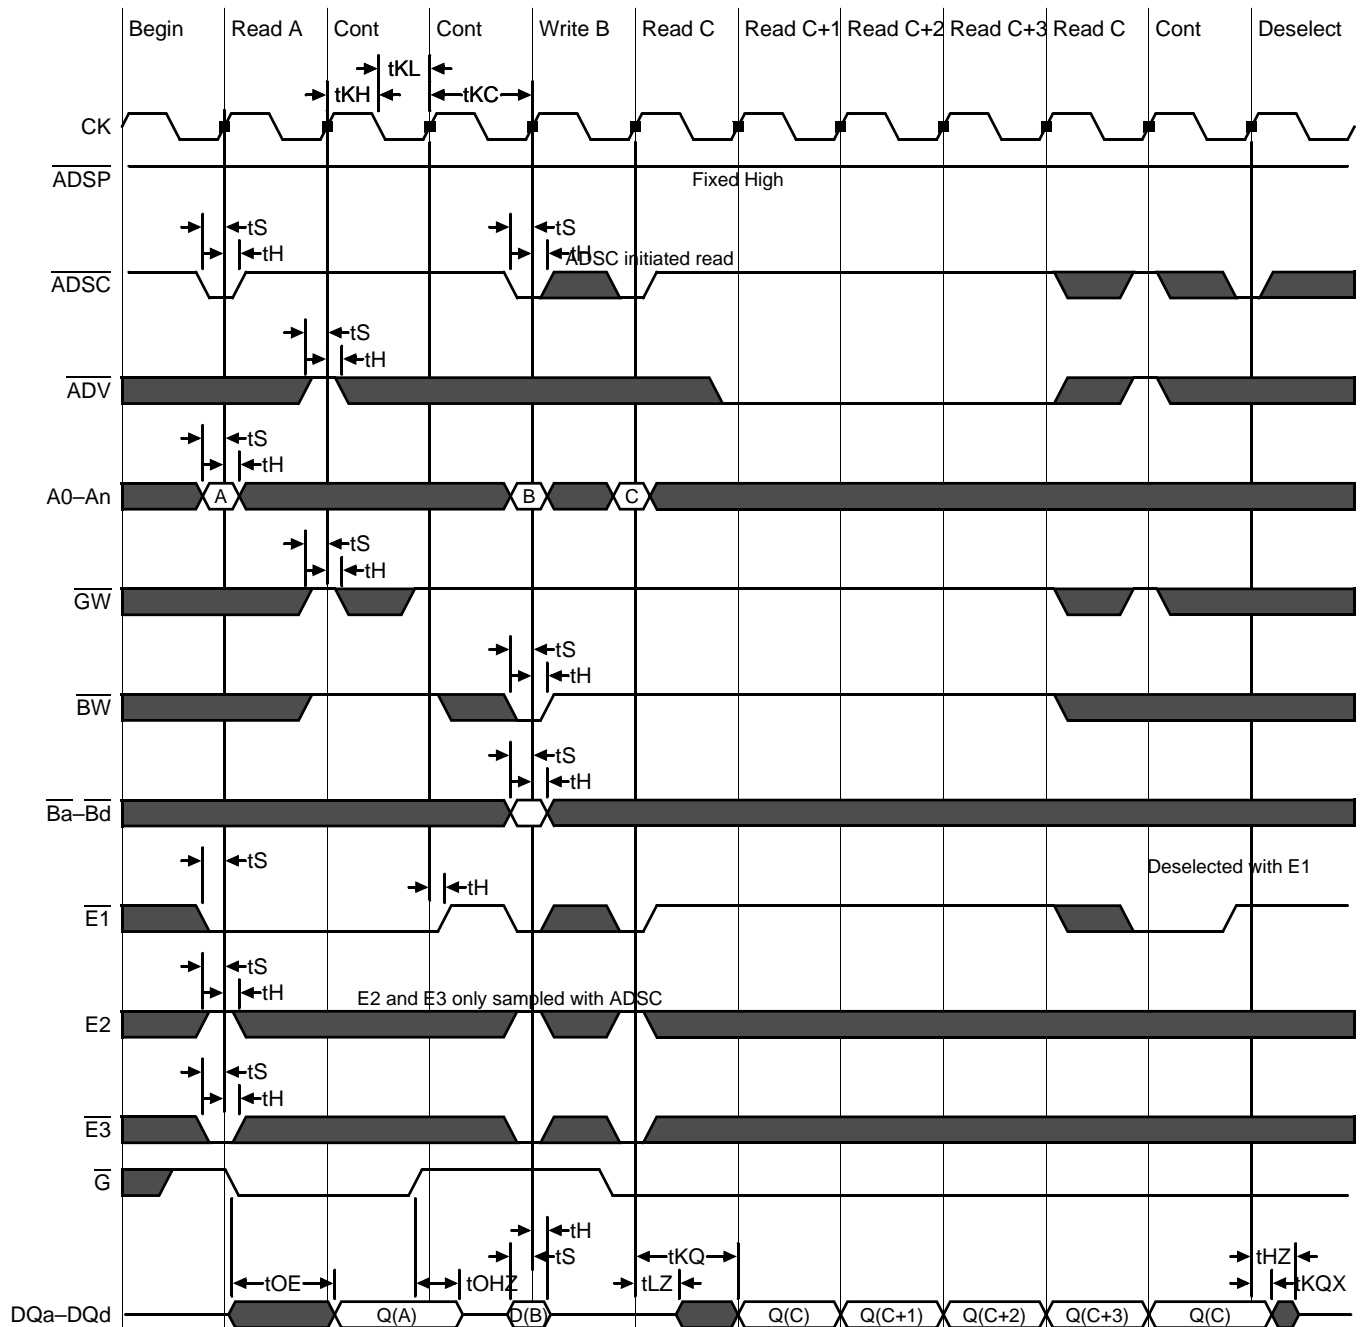 Begin Read A Cont Cont Write B Read C Read C+1 Read C+2 Read C+3 Read C Cont Deselect
tKL
tKH tKC
CK
ADSP
Fixed High
tS tS
tH tH
ADSC initiated read
ADSC
tS
tH
ADV
tS
tH
A0–An A B C
tS
tH
GW
tS
tH
BW
tS
tH
Ba–Bd
tS Deselected with E1
tH
E1
tS
tH
E2 and E3 only sampled with ADSC
E2
tS
tH
E3
G
tH
tS tKQ tHZ
tOE tOHZ tLZ tKQX
DQa–DQd Q(A) D(B) Q(C) Q(C+1) Q(C+2) Q(C+3) Q(C)